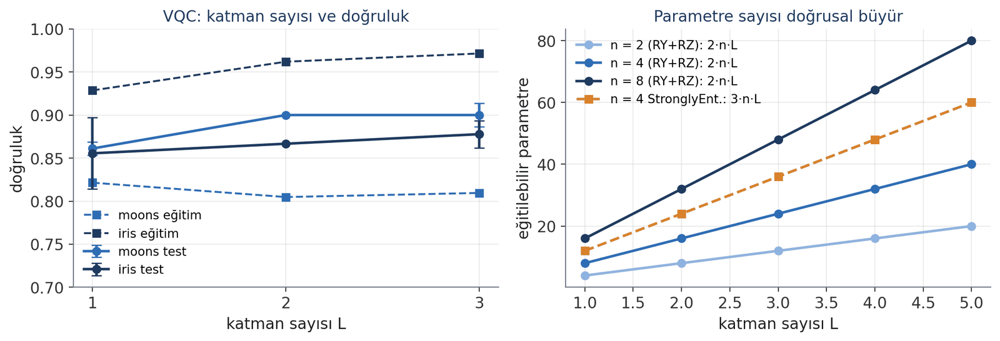 VQC: katman sayısı ve doğruluk
1.00
0.95
0.90
0.85
0.80
0.75
0.70
doğruluk
moons eğitim
iris eğitim
moons test
iris test
1 2 3
katman sayısı L
Parametre sayısı doğrusal büyür
80
60
40
20
eğitilebilir parametre
n = 2 (RY+RZ): 2·n·L
n = 4 (RY+RZ): 2·n·L
n = 8 (RY+RZ): 2·n·L
n = 4 StronglyEnt.: 3·n·L
1.0 1.5 2.0 2.5 3.0 3.5 4.0 4.5 5.0
katman sayısı L